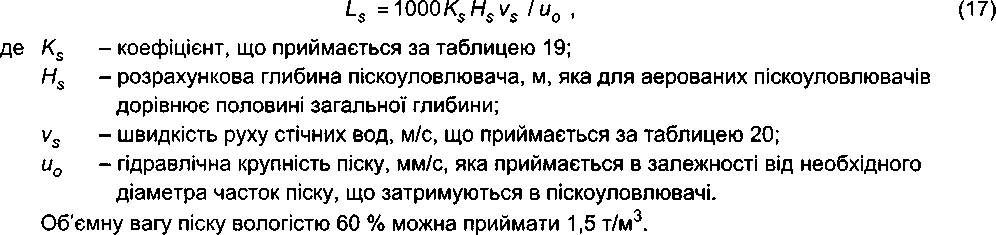 L_s = 1000 K_s H_s v_s / u_o , (17)
де K_s – коефіцієнт, що приймається за таблицею 19;
H_s – розрахункова глибина піскоуловлювача, м, яка для аерованих піскоуловлювачів
дорівнює половині загальної глибини;
v_s – швидкість руху стічних вод, м/с, що приймається за таблицею 20;
u_o – гідравлічна крупність піску, мм/с, яка приймається в залежності від необхідного
діаметра часток піску, що затримуються в піскоуловлювачі.
Об'ємну вагу піску вологістю 60 % можна приймати 1,5 т/м³.